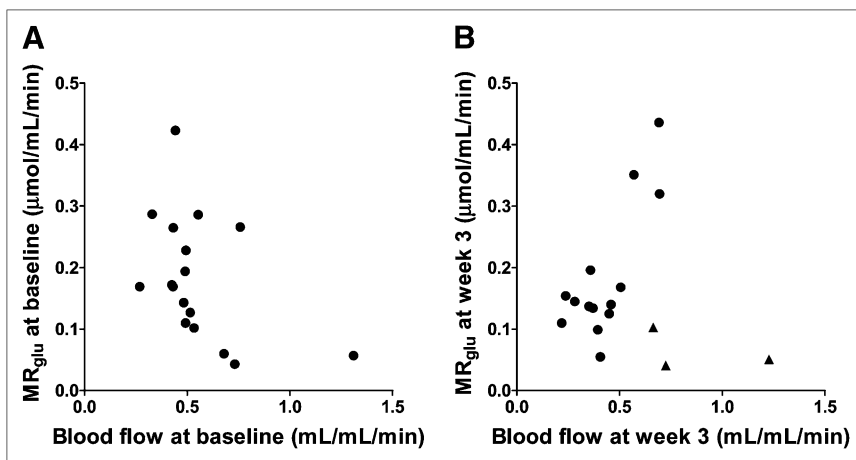 A
MRglu at baseline (μmol/mL/min)
0.5
0.4
0.3
0.2
0.1
0.0
0.0 0.5 1.0 1.5
Blood flow at baseline (mL/mL/min)
B
MRglu at week 3 (μmol/mL/min)
0.5
0.4
0.3
0.2
0.1
0.0
0.0 0.5 1.0 1.5
Blood flow at week 3 (mL/mL/min)